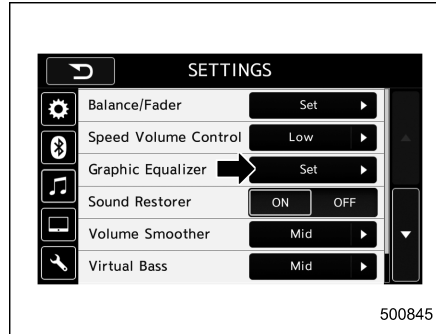 SETTINGS
Balance/Fader Set
Speed Volume Control Low
Graphic Equalizer Set
Sound Restorer ON OFF
Volume Smoother Mid
Virtual Bass Mid
500845